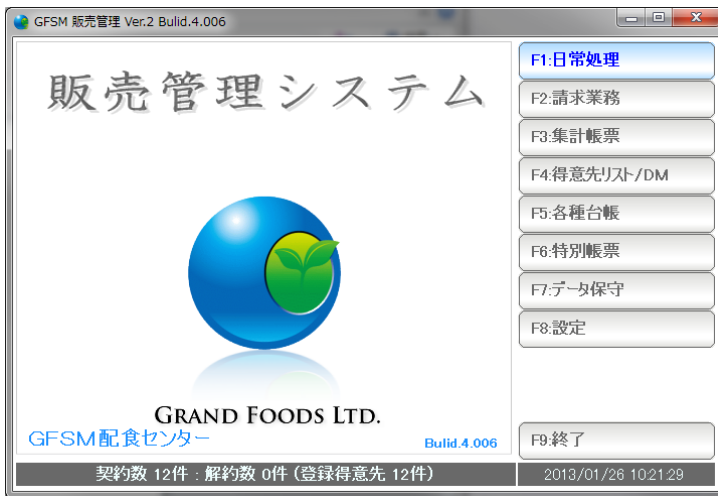 GFSM 販売管理 Ver.2 Bulid.4.006
販売管理システム
GRAND FOODS LTD.
GFSM配食センター
Bulid.4.006
F1:日常処理
F2:請求業務
F3:集計帳票
F4:得意先リスト/DM
F5:各種台帳
F6:特別帳票
F7:データ保守
F8:設定
F9:終了
契約数 12件 : 解約数 0件 (登録得意先 12件)
2013/01/26 10:21:29